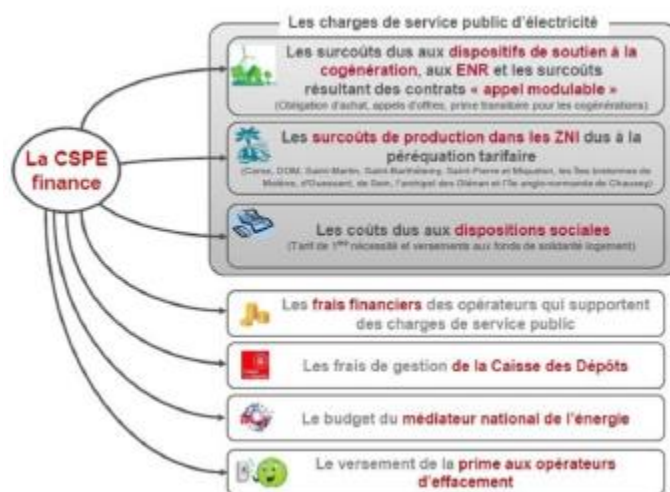 Les charges de service public d'électricité
Les surcoûts dus aux dispositifs de soutien à la
cogénération, aux ENR et les surcoûts
résultant des contrats « appel modulable »
(Obligation d'achat, appels d'offres, prime transitoire pour les cogénérations)
La CSPE
finance
Les surcoûts de production dans les ZNI dus à la
péréquation tarifaire
(Corse, DOM, Saint-Martin, Saint-Barthélemy, Saint-Pierre et Miquelon, les îles bretonnes de
Molène, d'Ouessant, de Sein, l'archipel des Glénan et l'île anglo-normande de Chausey)
Les coûts dus aux dispositions sociales
(Tarif de 1ère nécessité et versements aux fonds de solidarité logement)
Les frais financiers des opérateurs qui supportent
des charges de service public
Les frais de gestion de la Caisse des Dépôts
Le budget du médiateur national de l'énergie
Le versement de la prime aux opérateurs
d'effacement